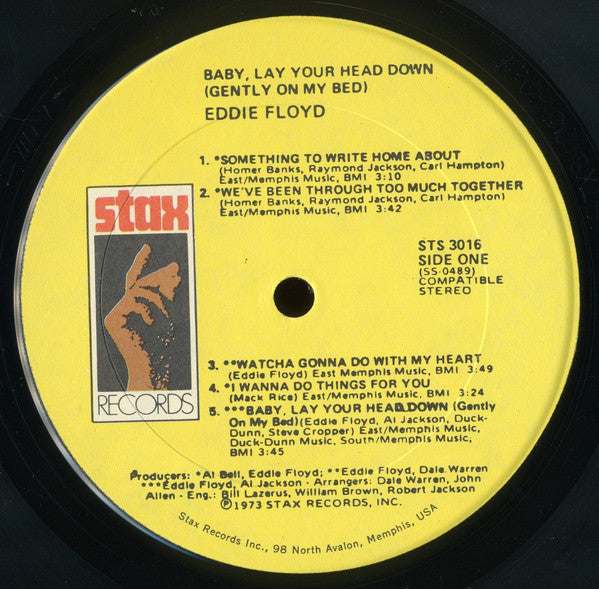 BABY, LAY YOUR HEAD DOWN
(GENTLY ON MY BED)
EDDIE FLOYD
1. *SOMETHING TO WRITE HOME ABOUT
(Homer Banks, Raymond Jackson, Carl Hampton)
East/Memphis Music, BMI 3:10
2. *WE'VE BEEN THROUGH TOO MUCH TOGETHER
(Homer Banks, Raymond Jackson, Carl Hampton)
East/Memphis Music, BMI 3:42
stax
RECORDS
STS 3016
SIDE ONE
(SS-0489)
COMPATIBLE
STEREO
3. **WATCHA GONNA DO WITH MY HEART
(Eddie Floyd) East Memphis Music, BMI 3:49
4. *I WANNA DO THINGS FOR YOU
(Mack Rice) East/Memphis Music, BMI 3:24
5. ***BABY, LAY YOUR HEAD DOWN (Gently
On My Bed)(Eddie Floyd, Al Jackson, Duck-
Dunn, Steve Cropper) East/Memphis Music,
Duck-Dunn Music, South/Memphis Music,
BMI 3:45
Producers: *Al Bell, Eddie Floyd; **Eddie Floyd, Dale Warren
***Eddie Floyd, Al Jackson - Arrangers: Dale Warren, John
Allen - Eng.: Bill Lazerus, William Brown, Robert Jackson
Ⓟ1973 STAX RECORDS, INC.
Stax Records Inc., 98 North Avalon, Memphis, USA